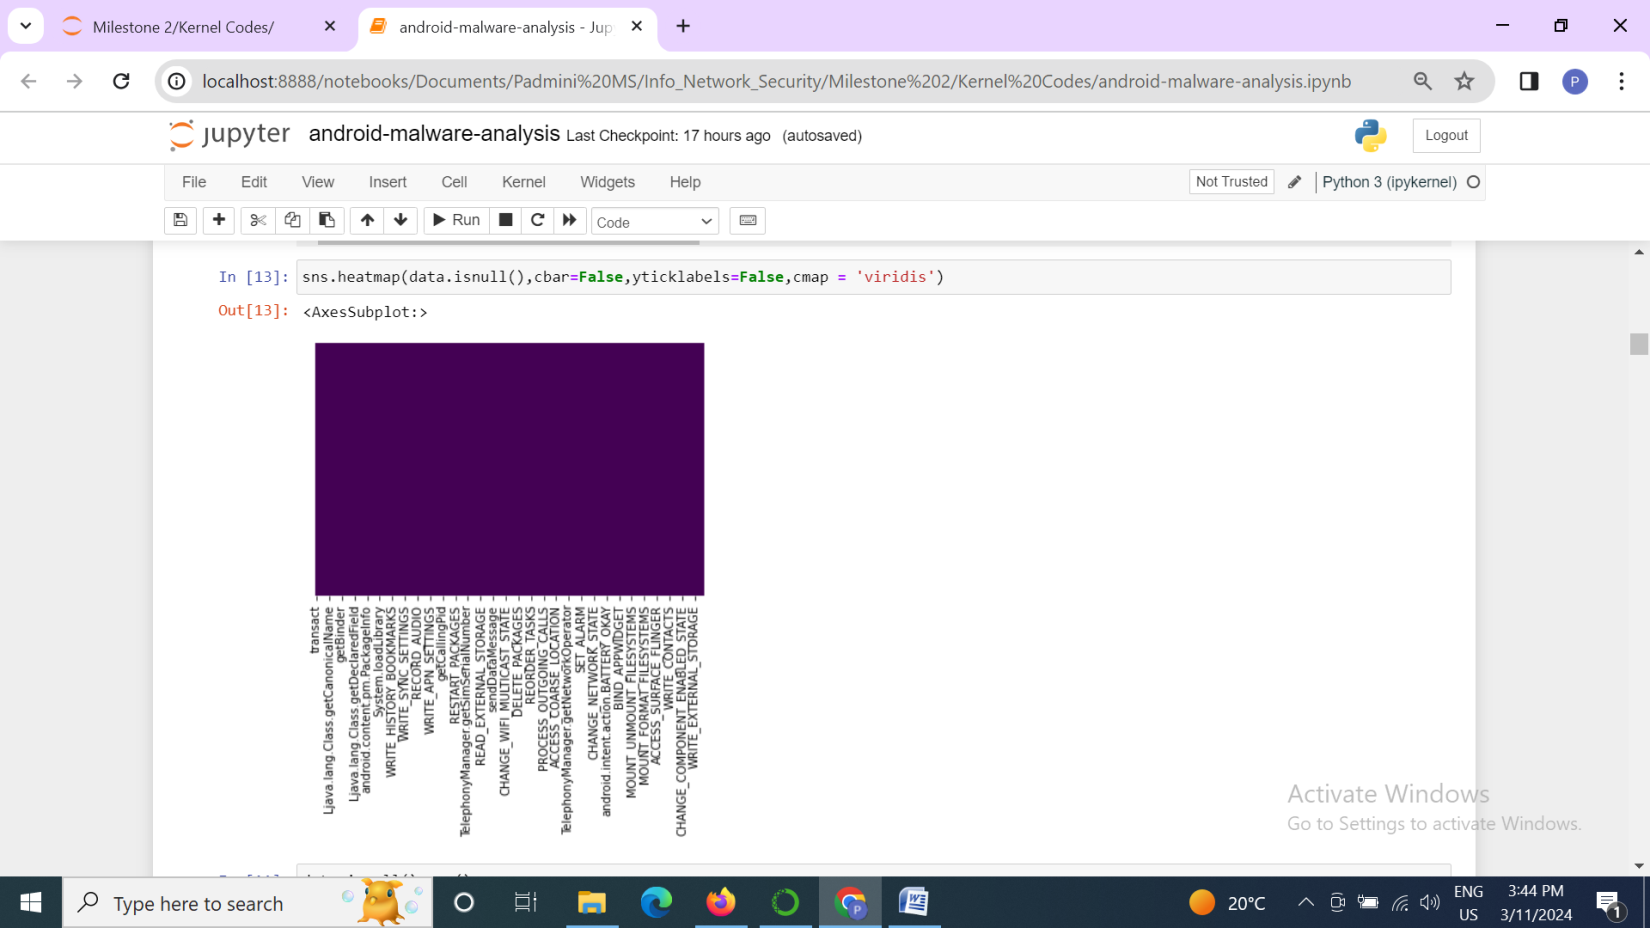 Milestone 2/Kernel Codes/
android-malware-analysis - Jup
localhost:8888/notebooks/Documents/Padmini%20MS/Info_Network_Security/Milestone%202/Kernel%20Codes/android-malware-analysis.ipynb
P
jupyter android-malware-analysis Last Checkpoint: 17 hours ago (autosaved)
Logout
File Edit View Insert Cell Kernel Widgets Help
Not Trusted
Python 3 (ipykernel)
Run
Code
In [13]: sns.heatmap(data.isnull(),cbar=False,yticklabels=False,cmap = 'viridis')
Out[13]: <AxesSubplot:>
transact
Ljava.lang.Class.getCanonicalName
getBinder
Ljava.lang.Class.getDeclaredField
android.content.pm.PackageInfo
System.loadLibrary
WRITE_HISTORY_BOOKMARKS
WRITE_SYNC_SETTINGS
RECORD_AUDIO
WRITE_APN_SETTINGS
getCallingPid
RESTART_PACKAGES
TelephonyManager.getSimSerialNumber
READ_EXTERNAL_STORAGE
sendDataMessage
CHANGE_WIFI_MULTICAST_STATE
DELETE_PACKAGES
REORDER_TASKS
PROCESS_OUTGOING_CALLS
ACCESS_COARSE_LOCATION
TelephonyManager.getNetworkOperator
SET_ALARM
CHANGE_NETWORK_STATE
android.intent.action.BATTERY_OKAY
BIND_APPWIDGET
MOUNT_UNMOUNT_FILESYSTEMS
MOUNT_FORMAT_FILESYSTEMS
ACCESS_SURFACE_FLINGER
WRITE_CONTACTS
CHANGE_COMPONENT_ENABLED_STATE
WRITE_EXTERNAL_STORAGE
Activate Windows
Go to Settings to activate Windows.
Type here to search
P
20°C
ENG
US
3:44 PM
3/11/2024
1